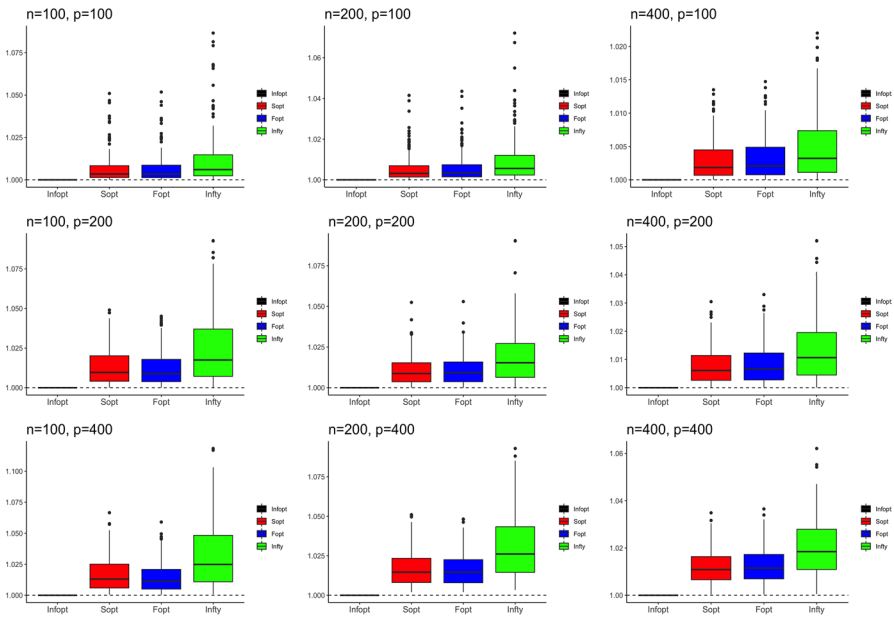 n=100, p=100
1.075
1.050
1.025
1.000
Infopt Sopt Fopt Infty
Infopt
Sopt
Fopt
Infty
n=200, p=100
1.06
1.04
1.02
1.00
Infopt Sopt Fopt Infty
Infopt
Sopt
Fopt
Infty
n=400, p=100
1.020
1.015
1.010
1.005
1.000
Infopt Sopt Fopt Infty
Infopt
Sopt
Fopt
Infty
n=100, p=200
1.075
1.050
1.025
1.000
Infopt Sopt Fopt Infty
Infopt
Sopt
Fopt
Infty
n=200, p=200
1.075
1.050
1.025
1.000
Infopt Sopt Fopt Infty
Infopt
Sopt
Fopt
Infty
n=400, p=200
1.05
1.04
1.03
1.02
1.01
1.00
Infopt Sopt Fopt Infty
Infopt
Sopt
Fopt
Infty
n=100, p=400
1.100
1.075
1.050
1.025
1.000
Infopt Sopt Fopt Infty
Infopt
Sopt
Fopt
Infty
n=200, p=400
1.075
1.050
1.025
1.000
Infopt Sopt Fopt Infty
Infopt
Sopt
Fopt
Infty
n=400, p=400
1.06
1.04
1.02
1.00
Infopt Sopt Fopt Infty
Infopt
Sopt
Fopt
Infty